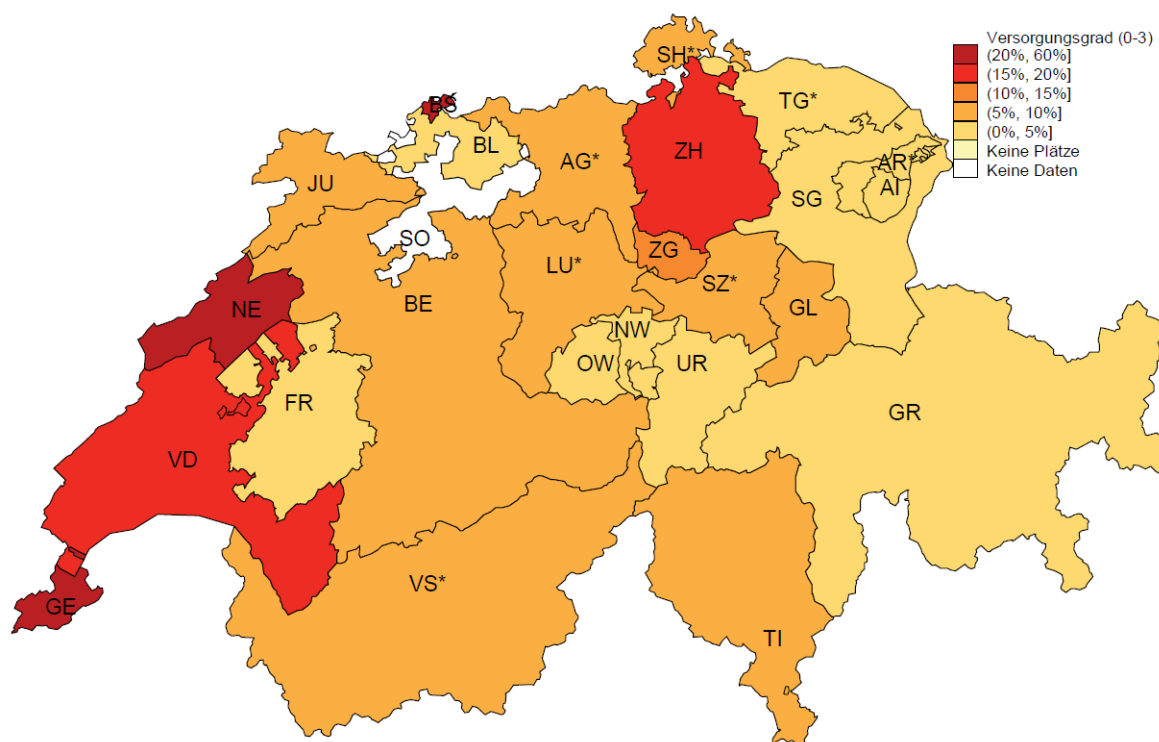 Versorgungsgrad (0-3)
(20%, 60%]
(15%, 20%]
(10%, 15%]
(5%, 10%]
(0%, 5%]
Keine Plätze
Keine Daten
SH*
BS
TG*
BL
AG*
ZH
AR*
JU
SG
AI
SO
ZG
LU*
SZ*
NE
BE
GL
NW
OW
UR
FR
GR
VD
VS*
GE
TI